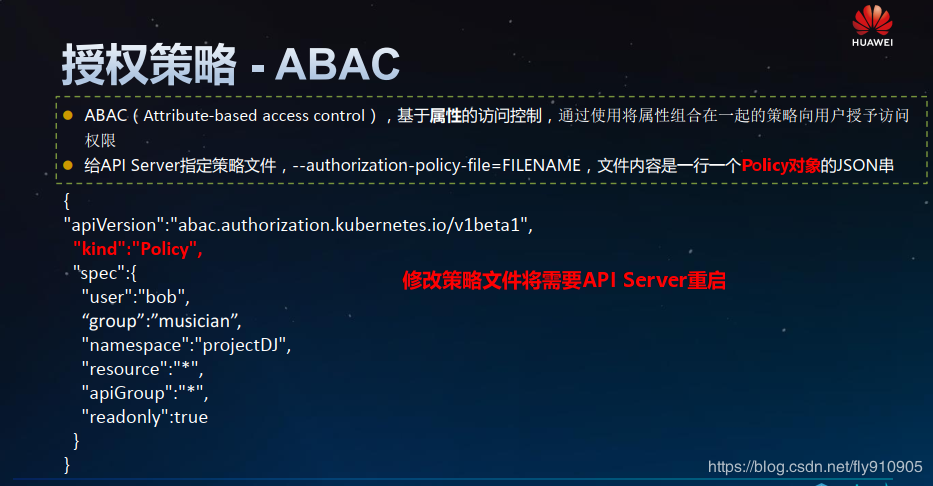 HUAWEI
授权策略 - ABAC
ABAC（Attribute-based access control），基于属性的访问控制，通过使用将属性组合在一起的策略向用户授予访问
权限
给API Server指定策略文件，--authorization-policy-file=FILENAME，文件内容是一行一个Policy对象的JSON串
{
"apiVersion":"abac.authorization.kubernetes.io/v1beta1",
"kind":"Policy",
"spec":{
"user":"bob",
“group”:”musician”,
"namespace":"projectDJ",
"resource":"*",
"apiGroup":"*",
"readonly":true
}
}
修改策略文件将需要API Server重启
https://blog.csdn.net/fly910905